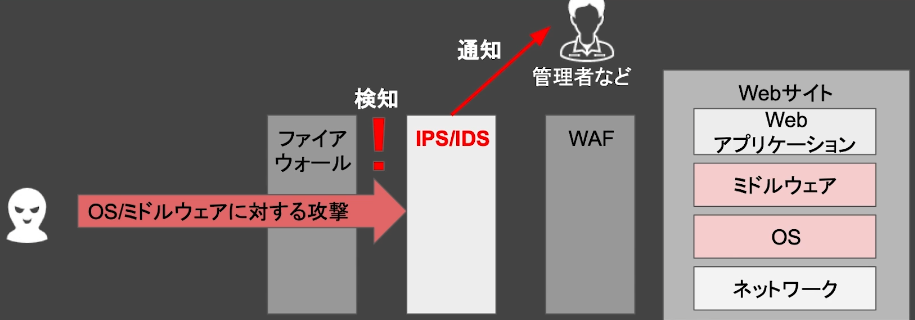 通知
管理者など
検知
!
ファイア
ウォール
IPS/IDS
WAF
OS/ミドルウェアに対する攻撃
Webサイト
Web
アプリケーション
ミドルウェア
OS
ネットワーク